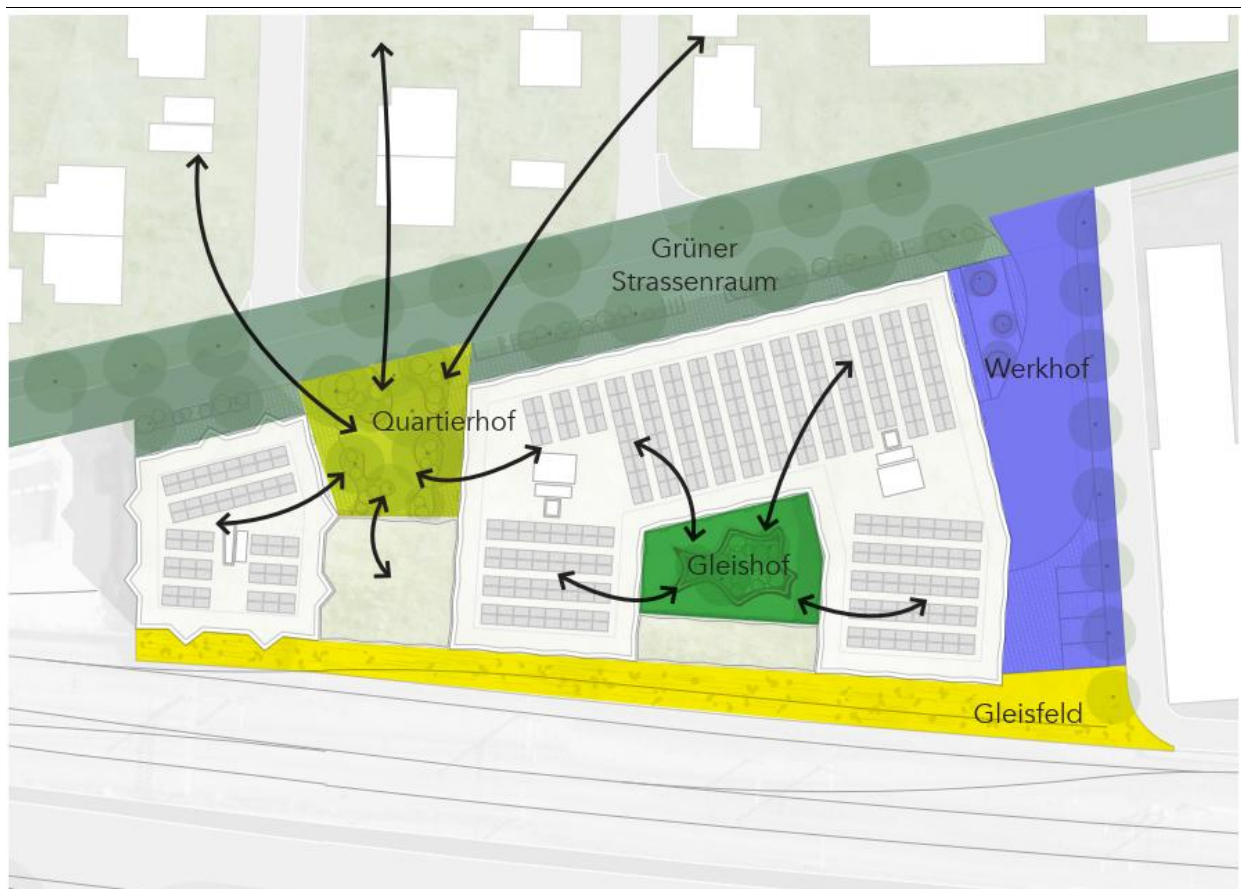 Grüner
Strassenraum
Quartierhof
Werkhof
Gleishof
Gleisfeld